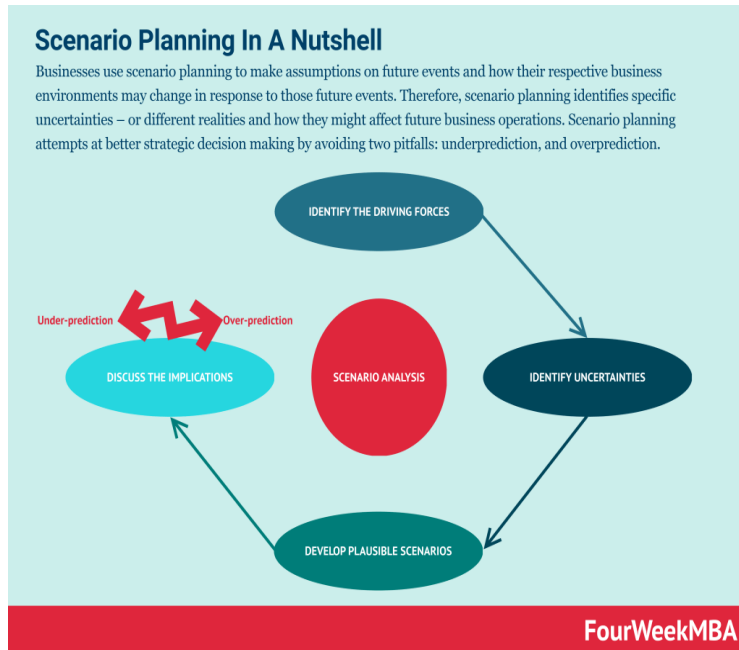 Scenario Planning In A Nutshell
Businesses use scenario planning to make assumptions on future events and how their respective business
environments may change in response to those future events. Therefore, scenario planning identifies specific
uncertainties – or different realities and how they might affect future business operations. Scenario planning
attempts at better strategic decision making by avoiding two pitfalls: underprediction, and overprediction.
IDENTIFY THE DRIVING FORCES
Under-prediction
Over-prediction
DISCUSS THE IMPLICATIONS
SCENARIO ANALYSIS
IDENTIFY UNCERTAINTIES
DEVELOP PLAUSIBLE SCENARIOS
FourWeekMBA